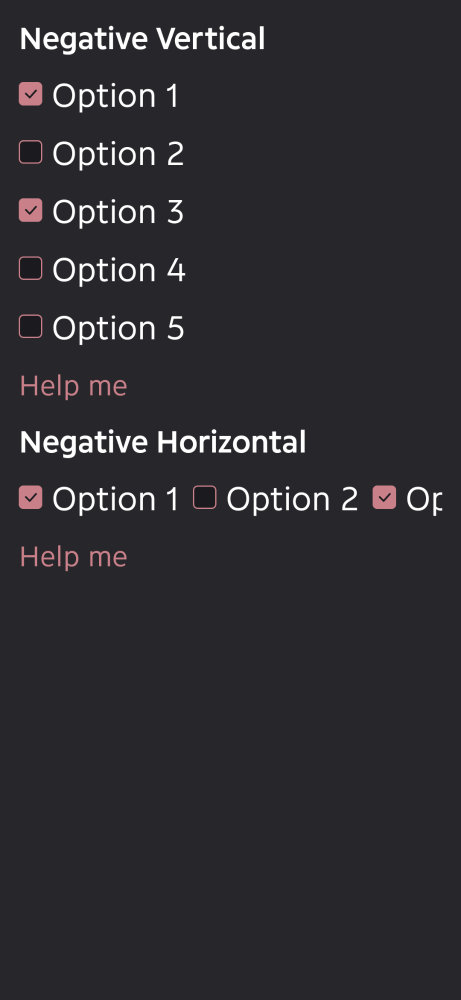 Negative Vertical
Option 1
Option 2
Option 3
Option 4
Option 5
Help me
Negative Horizontal
Option 1 Option 2 Op
Help me